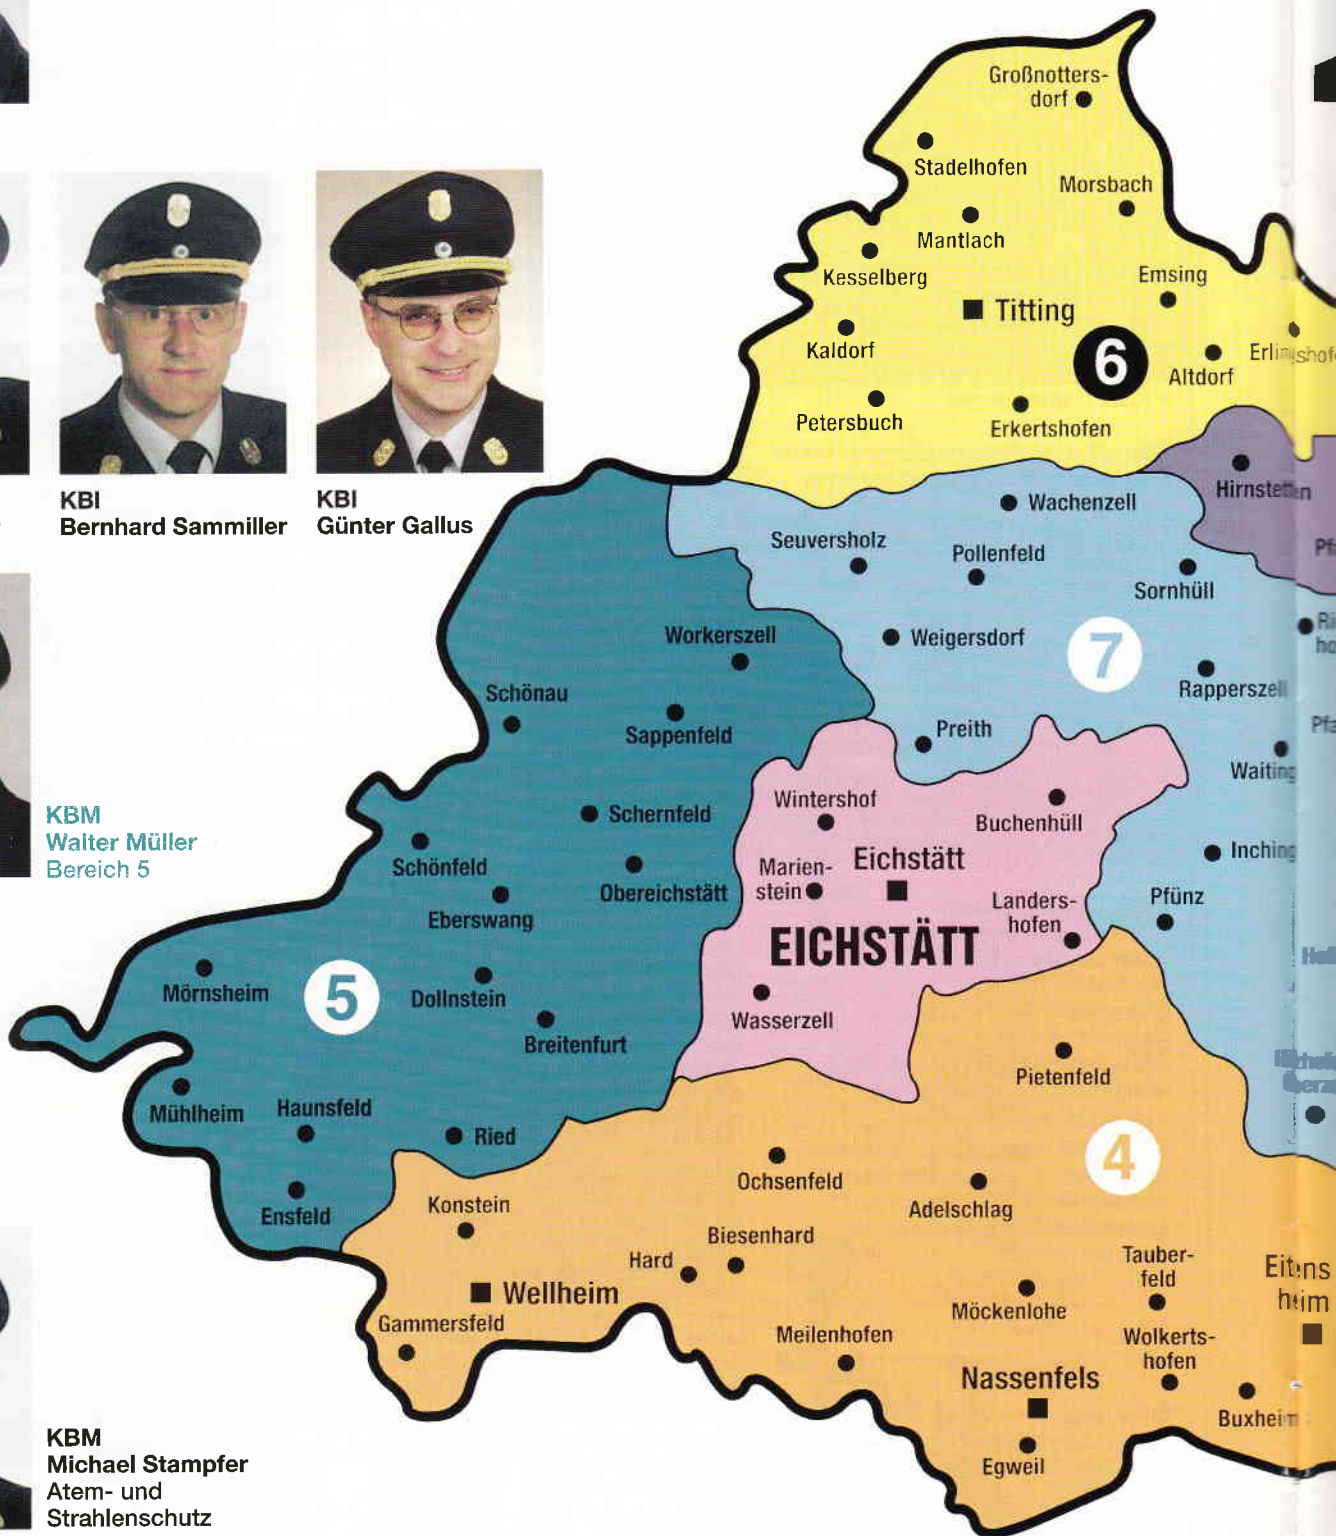 Großnotters-
dorf
Stadelhofen
Morsbach
Mantlach
Kesselberg
Emsing
Titting
Kaldorf
6
Altdorf
Petersbuch
Erkertshofen
KBI
Bernhard Sammiller
KBI
Günter Gallus
Hirnstetten
Wachenzell
Seuversholz
Pollenfeld
Sornhüll
Weigersdorf
7
Workerszell
Rapperszell
Schönau
Sappenfeld
Preith
Waiting
KBM
Walter Müller
Bereich 5
Schernfeld
Wintershof
Buchenhüll
Schönfeld
Obereichstätt
Eberswang
Marien-
stein
Eichstätt
EICHSTÄTT
Landers-
hofen
Inching
Pfünz
Mörnsheim
5
Dollnstein
Wasserzell
Breitenfurt
Pietenfeld
Mühlheim
Haunsfeld
Ried
4
Ochsenfeld
Adelschlag
Ensfeld
Konstein
Biesenhard
Hard
Tauber-
feld
Eitens
heim
Wellheim
Möckenlohe
Gammersfeld
Meilenhofen
Wolkerts-
hofen
Nassenfels
Buxheim
Egweil
KBM
Michael Stampfer
Atem- und
Strahlenschutz